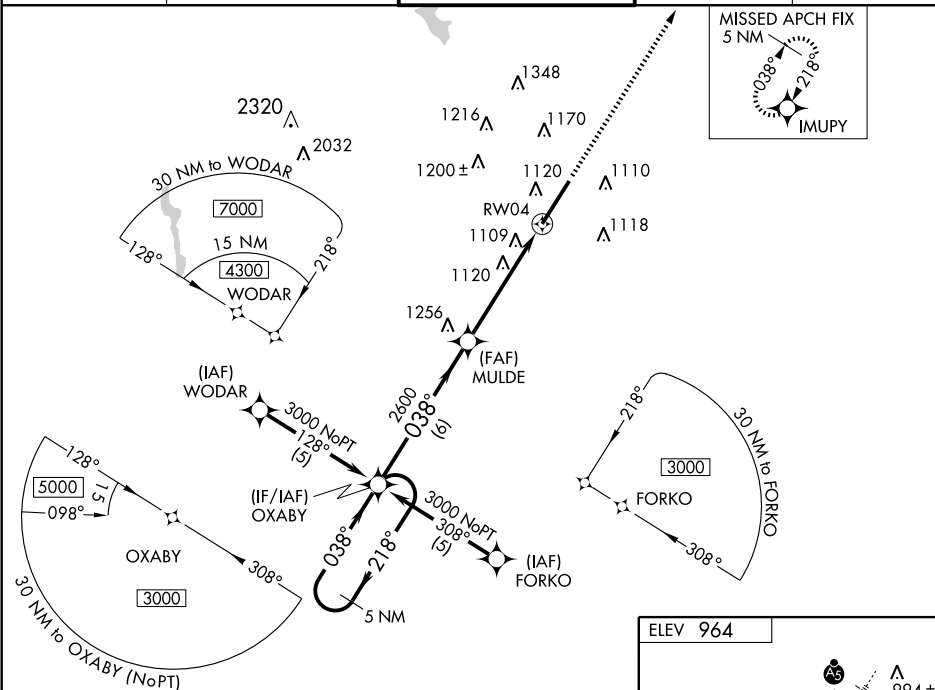 MISSED APCH FIX
5 NM
038°
218°
IMUPY
1348
2320
1216
1170
2032
1200 ±
1120
1110
30 NM to WODAR
7000
RW04
1109
1118
15 NM
128°
218°
4300
WODAR
1120
1256
(FAF)
MULDE
(IAF)
WODAR
3000 NoPT
128°
(5)
2600
038°
(6)
218°
30 NM to FORKO
3000
FORKO
308°
128°
5000
15
098°
OXABY
308°
3000
30 NM to OXABY (NoPT)
(IF/IAF)
OXABY
3000 NoPT
308°
(5)
038°
218°
(IAF)
FORKO
5 NM
ELEV 964
A5